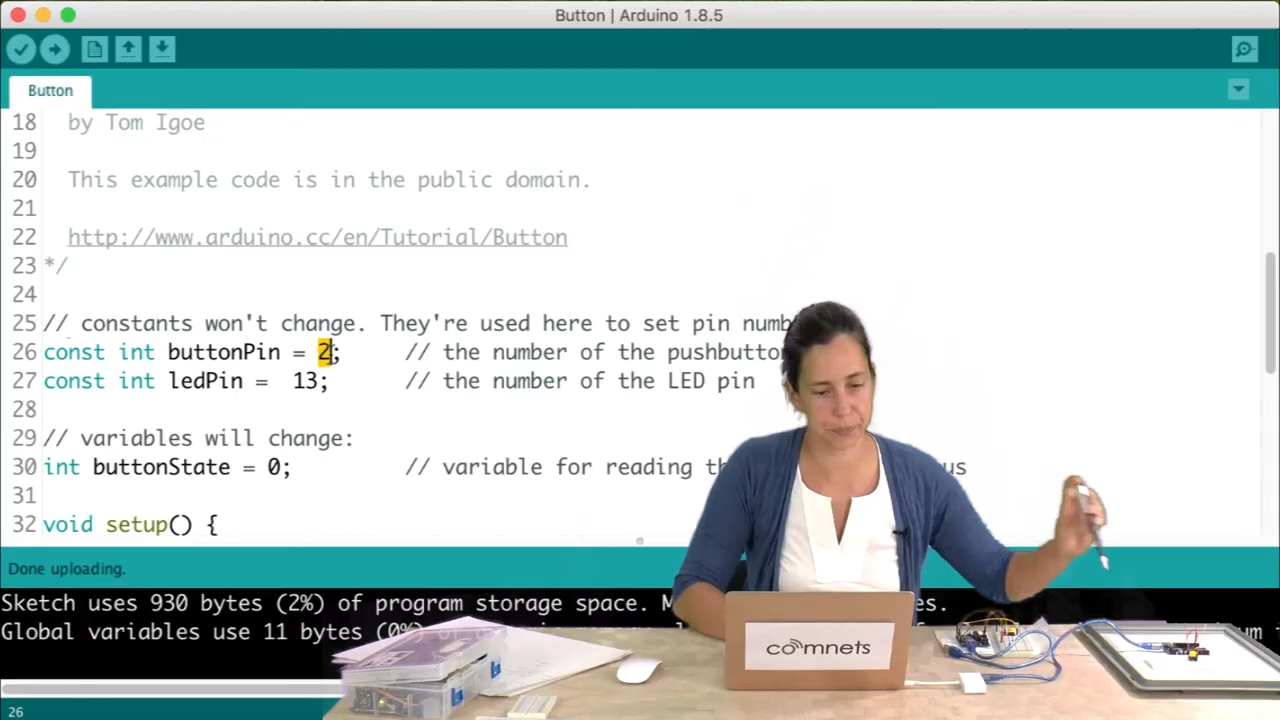 Button | Arduino 1.8.5
Button
18 by Tom Igoe
19
20 This example code is in the public domain.
21
22 http://www.arduino.cc/en/Tutorial/Button
23 */
24
25 // constants won't change. They're used here to set pin
26 const int buttonPin = 2; // the number of the
27 const int ledPin = 13; // the number of the LED pin
28
29 // variables will change:
30 int buttonState = 0; // variable for reading
31
32 void setup() {
Done uploading.
Sketch uses 930 bytes (2%) of program storage space.
Global variables use 11 bytes (0%)
comnets
26